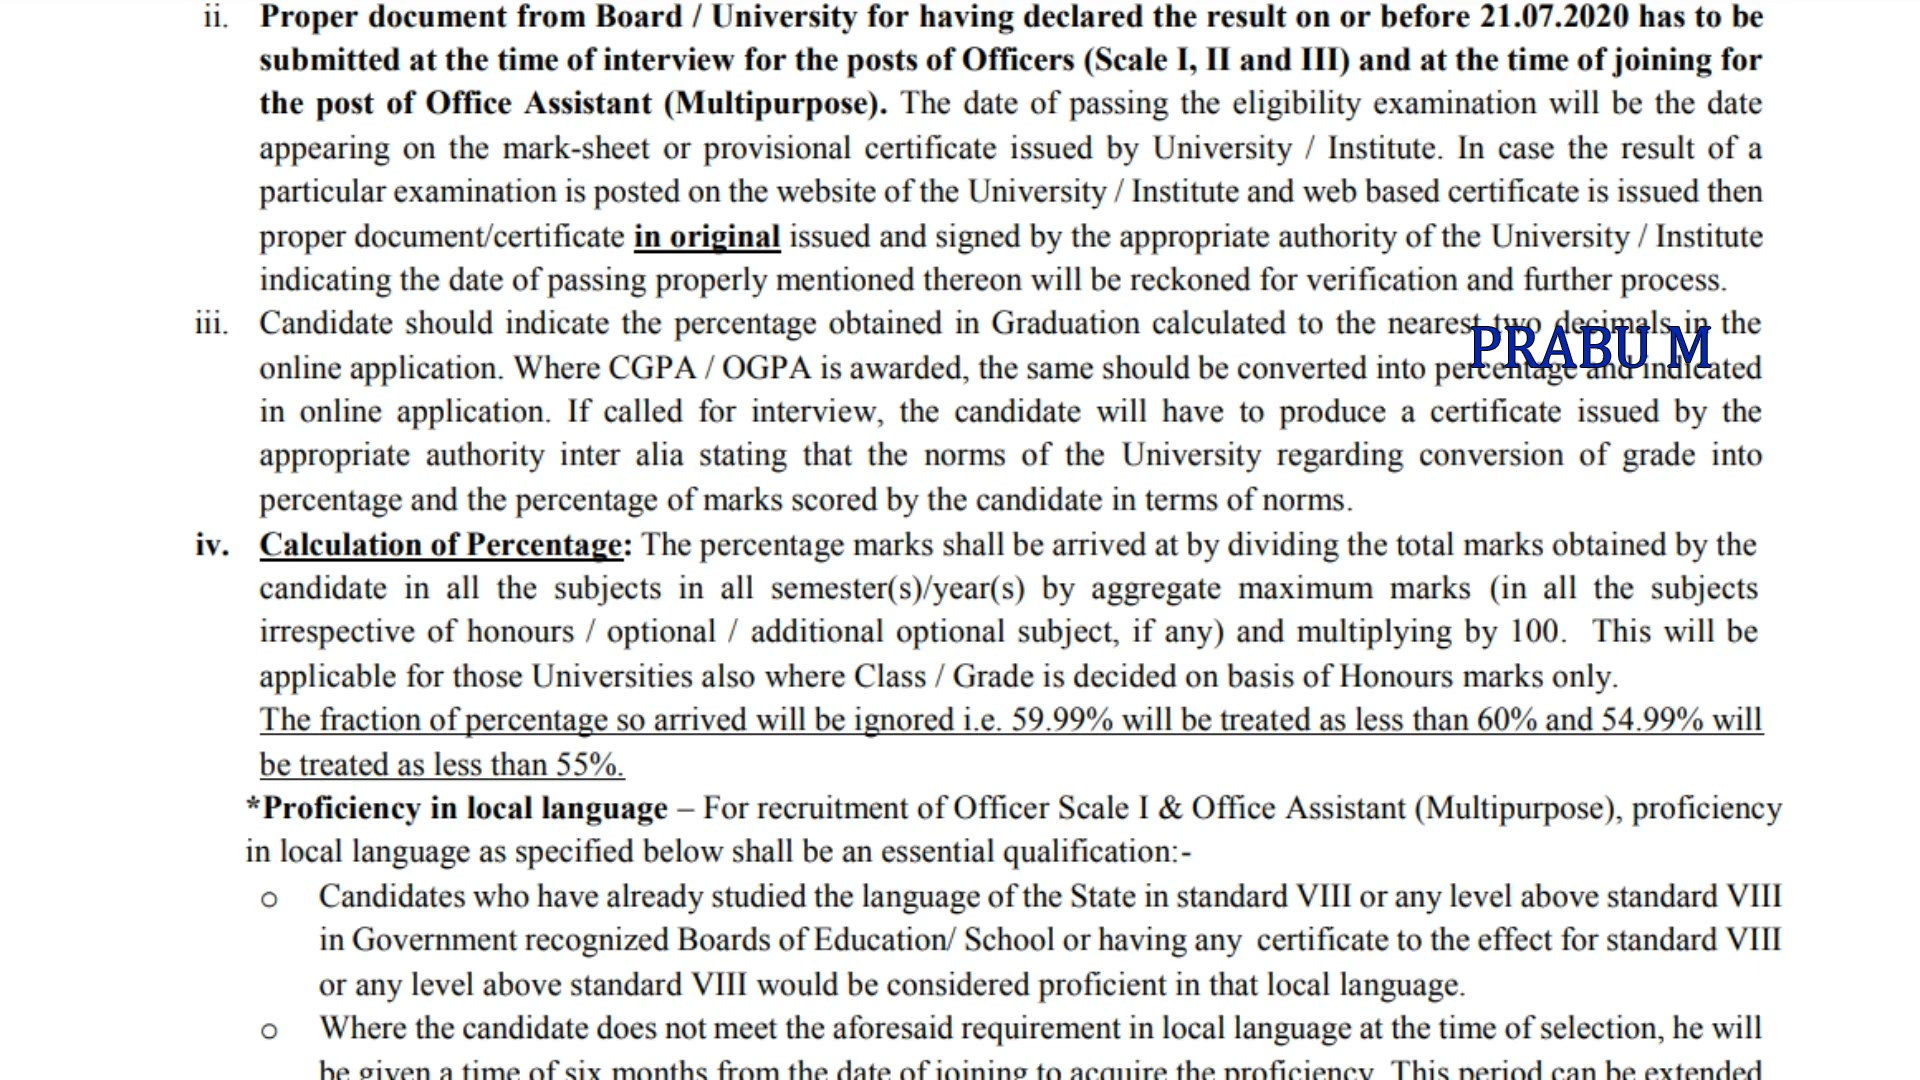 ii. Proper document from Board / University for having declared the result on or before 21.07.2020 has to be
submitted at the time of interview for the posts of Officers (Scale I, II and III) and at the time of joining for
the post of Office Assistant (Multipurpose). The date of passing the eligibility examination will be the date
appearing on the mark-sheet or provisional certificate issued by University / Institute. In case the result of a
particular examination is posted on the website of the University / Institute and web based certificate is issued then
proper document/certificate in original issued and signed by the appropriate authority of the University / Institute
indicating the date of passing properly mentioned thereon will be reckoned for verification and further process.
iii. Candidate should indicate the percentage obtained in Graduation calculated to the nearest two decimals in the
PRABU M
online application. Where CGPA / OGPA is awarded, the same should be converted into percentage and indicated
in online application. If called for interview, the candidate will have to produce a certificate issued by the
appropriate authority inter alia stating that the norms of the University regarding conversion of grade into
percentage and the percentage of marks scored by the candidate in terms of norms.
iv. Calculation of Percentage: The percentage marks shall be arrived at by dividing the total marks obtained by the
candidate in all the subjects in all semester(s)/year(s) by aggregate maximum marks (in all the subjects
irrespective of honours / optional / additional optional subject, if any) and multiplying by 100. This will be
applicable for those Universities also where Class / Grade is decided on basis of Honours marks only.
The fraction of percentage so arrived will be ignored i.e. 59.99% will be treated as less than 60% and 54.99% will
be treated as less than 55%.
*Proficiency in local language – For recruitment of Officer Scale I & Office Assistant (Multipurpose), proficiency
in local language as specified below shall be an essential qualification:-
o Candidates who have already studied the language of the State in standard VIII or any level above standard VIII
in Government recognized Boards of Education/ School or having any certificate to the effect for standard VIII
or any level above standard VIII would be considered proficient in that local language.
o Where the candidate does not meet the aforesaid requirement in local language at the time of selection, he will
be given a time of six months from the date of joining to acquire the proficiency. This period can be extended